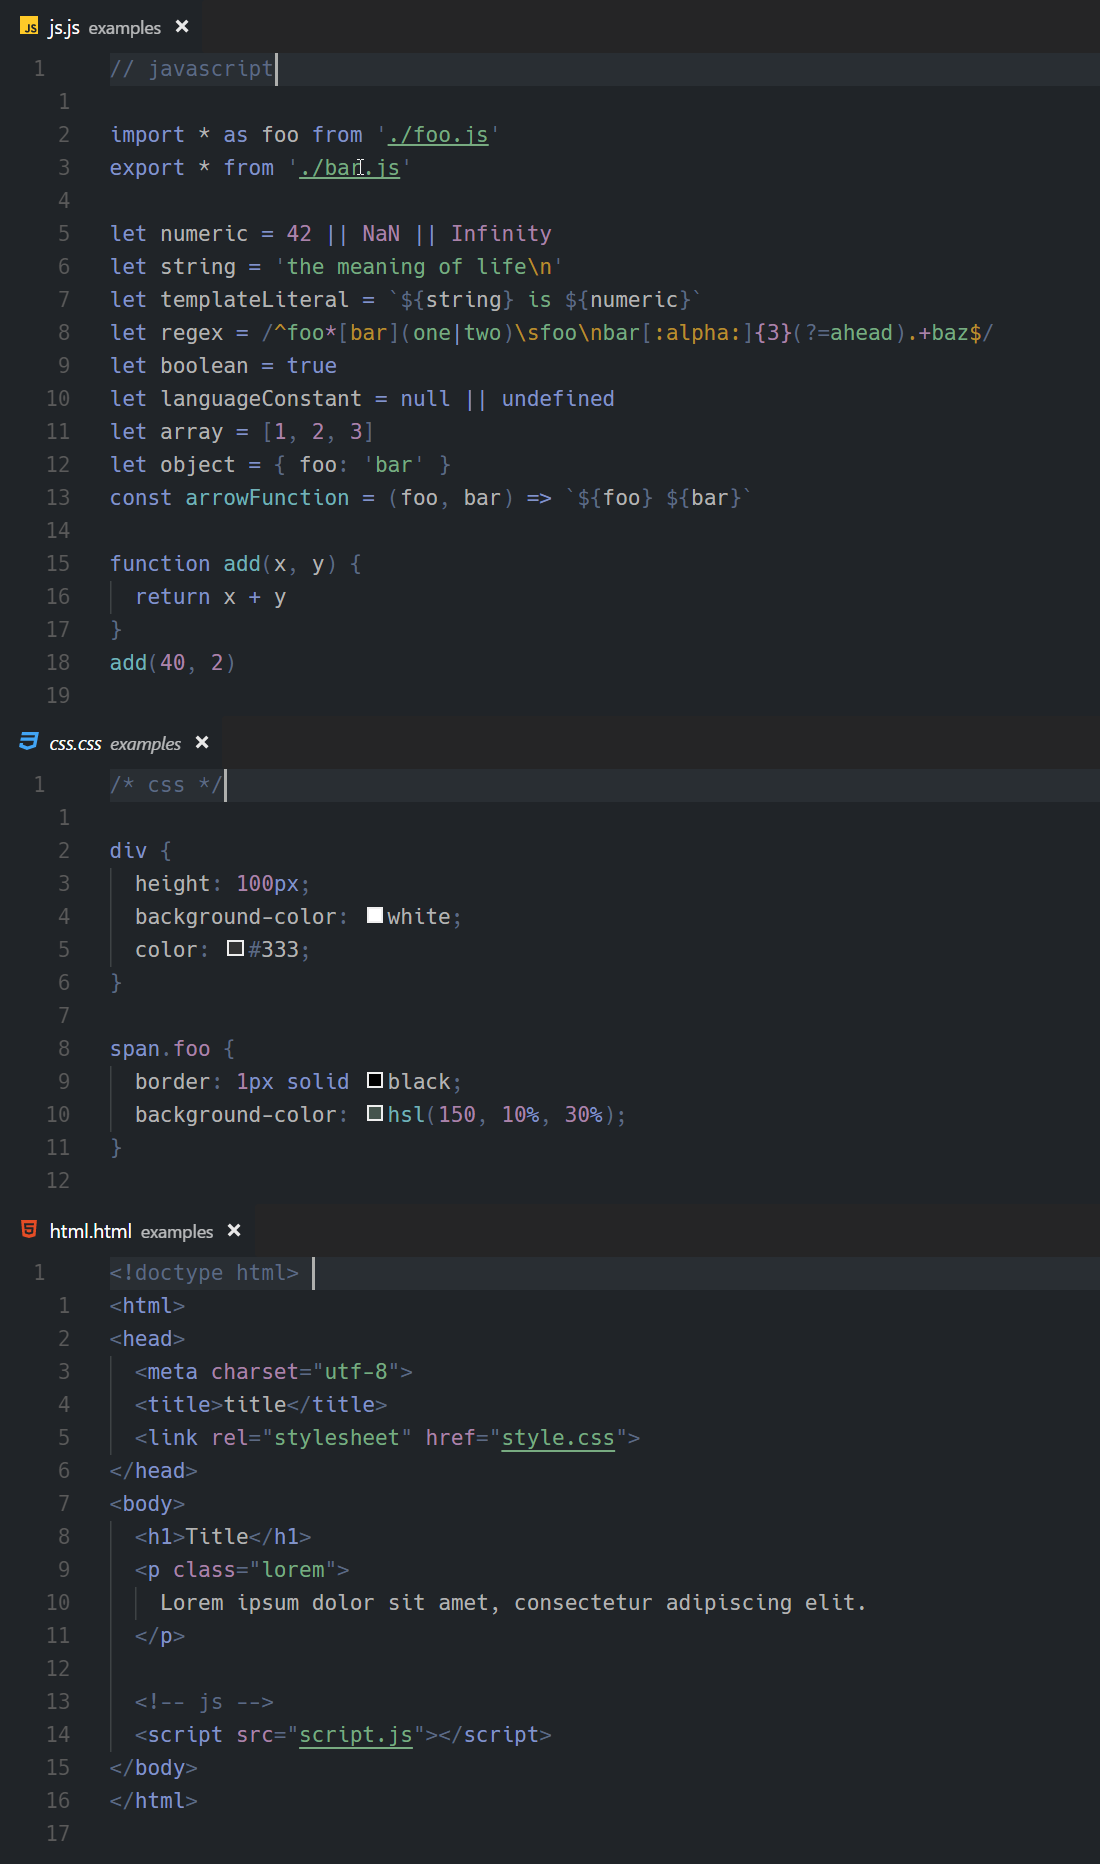 JS js.js examples ×
1 // javascript
1
2 import * as foo from './foo.js'
3 export * from './bar.js'
4
5 let numeric = 42 || NaN || Infinity
6 let string = 'the meaning of life\n'
7 let templateLiteral = `${string} is ${numeric}`
8 let regex = /^foo*[bar](one|two)\sfoo\nbar[:alpha:]{3}(?=ahead).+baz$/
9 let boolean = true
10 let languageConstant = null || undefined
11 let array = [1, 2, 3]
12 let object = { foo: 'bar' }
13 const arrowFunction = (foo, bar) => `${foo} ${bar}`
14
15 function add(x, y) {
16   return x + y
17 }
18 add(40, 2)
19
css.css examples ×
1 /* css */
1
2 div {
3   height: 100px;
4   background-color: white;
5   color: #333;
6 }
7
8 span.foo {
9   border: 1px solid black;
10   background-color: hsl(150, 10%, 30%);
11 }
12
html.html examples ×
1 <!doctype html>
1 <html>
2 <head>
3   <meta charset="utf-8">
4   <title>title</title>
5   <link rel="stylesheet" href="style.css">
6 </head>
7 <body>
8   <h1>Title</h1>
9   <p class="lorem">
10     Lorem ipsum dolor sit amet, consectetur adipiscing elit.
11   </p>
12
13   <!-- js -->
14   <script src="script.js"></script>
15 </body>
16 </html>
17